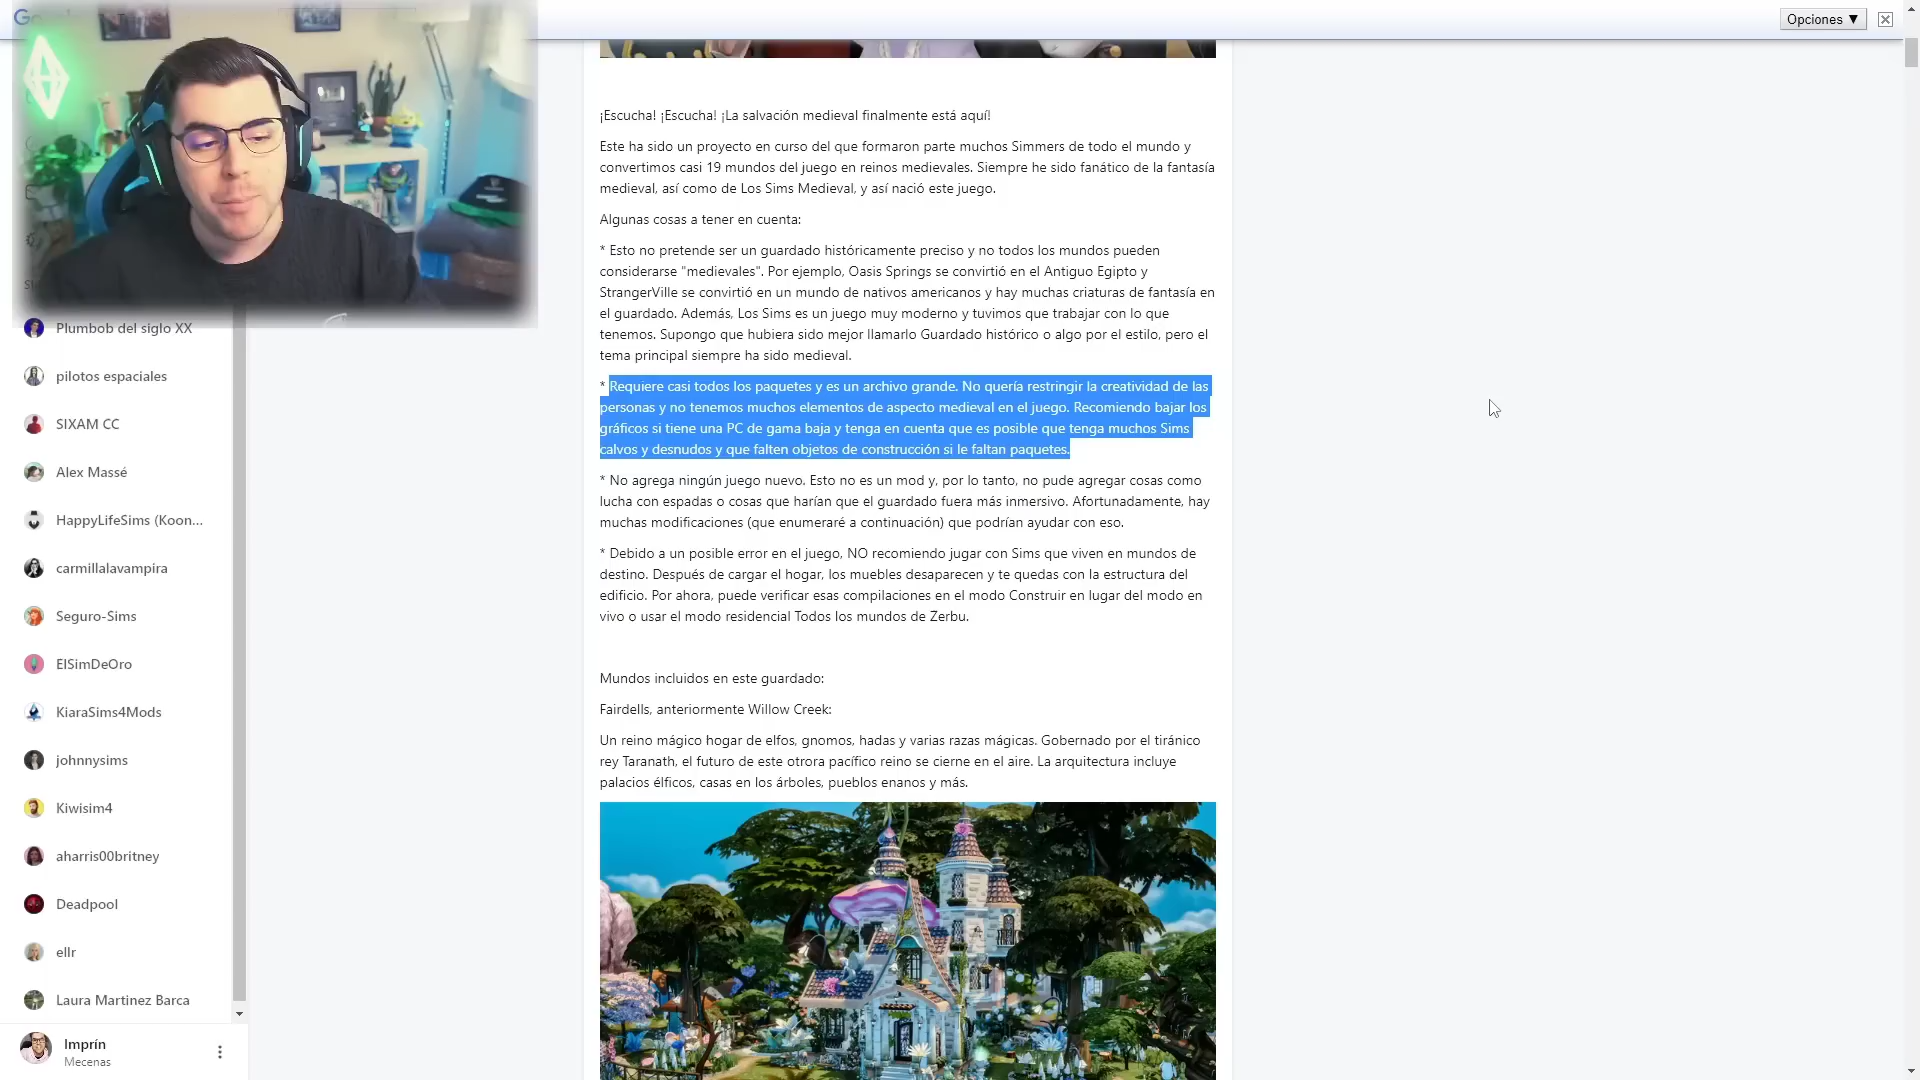 Opciones ▼
¡Escucha! ¡Escucha! ¡La salvación medieval finalmente está aquí!
Este ha sido un proyecto en curso del que formaron parte muchos Simmers de todo el mundo y
convertimos casi 19 mundos del juego en reinos medievales. Siempre he sido fanático de la fantasía
medieval, así como de Los Sims Medieval, y así nació este juego.
Algunas cosas a tener en cuenta:
* Esto no pretende ser un guardado históricamente preciso y no todos los mundos pueden
considerarse "medievales". Por ejemplo, Oasis Springs se convirtió en el Antiguo Egipto y
StrangerVille se convirtió en un mundo de nativos americanos y hay muchas criaturas de fantasía en
el guardado. Además, Los Sims es un juego muy moderno y tuvimos que trabajar con lo que
tenemos. Supongo que hubiera sido mejor llamarlo Guardado histórico o algo por el estilo, pero el
tema principal siempre ha sido medieval.
* Requiere casi todos los paquetes y es un archivo grande. No quería restringir la creatividad de las
personas y no tenemos muchos elementos de aspecto medieval en el juego. Recomiendo bajar los
gráficos si tiene una PC de gama baja y tenga en cuenta que es posible que tenga muchos Sims
calvos y desnudos y que falten objetos de construcción si le faltan paquetes.
* No agrega ningún juego nuevo. Esto no es un mod y, por lo tanto, no pude agregar cosas como
lucha con espadas o cosas que harían que el guardado fuera más inmersivo. Afortunadamente, hay
muchas modificaciones (que enumeraré a continuación) que podrían ayudar con eso.
* Debido a un posible error en el juego, NO recomiendo jugar con Sims que viven en mundos de
destino. Después de cargar el hogar, los muebles desaparecen y te quedas con la estructura del
edificio. Por ahora, puede verificar esas compilaciones en el modo Construir en lugar del modo en
vivo o usar el modo residencial Todos los mundos de Zerbu.
Mundos incluidos en este guardado:
Fairdells, anteriormente Willow Creek:
Un reino mágico hogar de elfos, gnomos, hadas y varias razas mágicas. Gobernado por el tiránico
rey Taranath, el futuro de este otrora pacífico reino se cierne en el aire. La arquitectura incluye
palacios élficos, casas en los árboles, pueblos enanos y más.
Plumbob del siglo XX
pilotos espaciales
SIXAM CC
Alex Massé
HappyLifeSims (Koon...
carmillalavampira
Seguro-Sims
ElSimDeOro
KiaraSims4Mods
johnnysims
Kiwisim4
aharris00britney
Deadpool
ellr
Laura Martinez Barca
Imprín
Mecenas